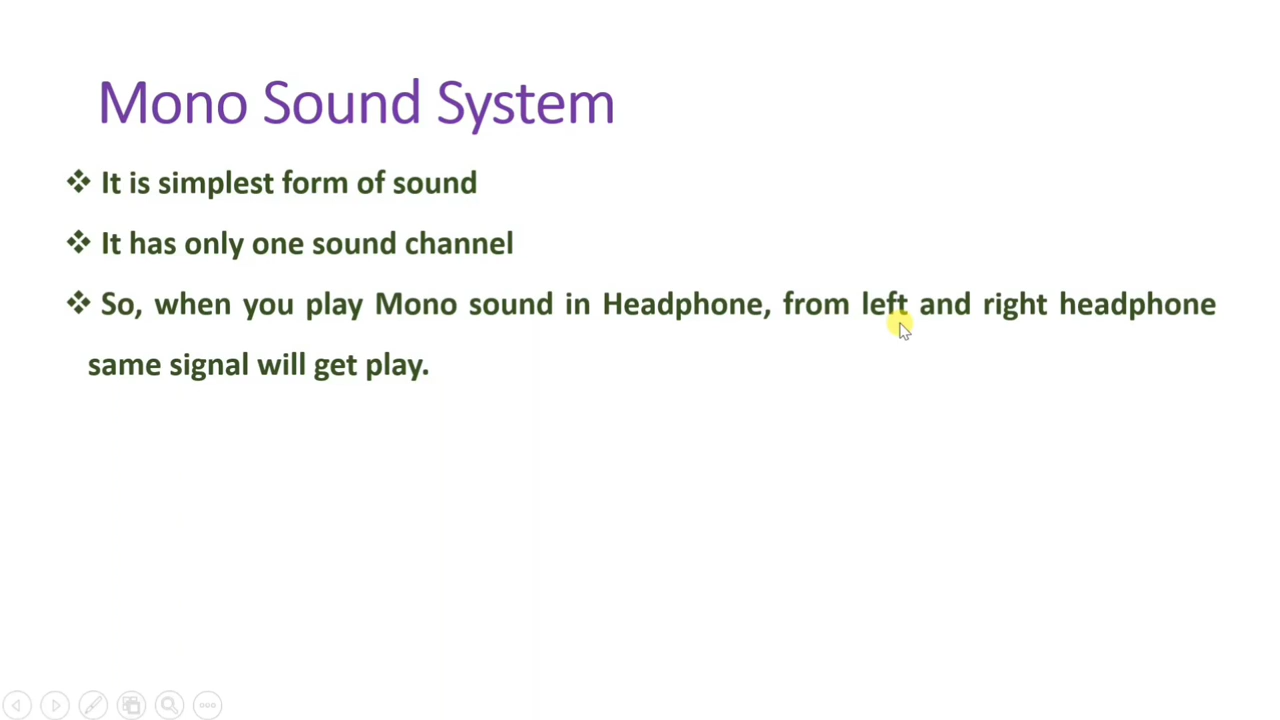 Mono Sound System
❖ It is simplest form of sound
❖ It has only one sound channel
❖ So, when you play Mono sound in Headphone, from left and right headphone
same signal will get play.